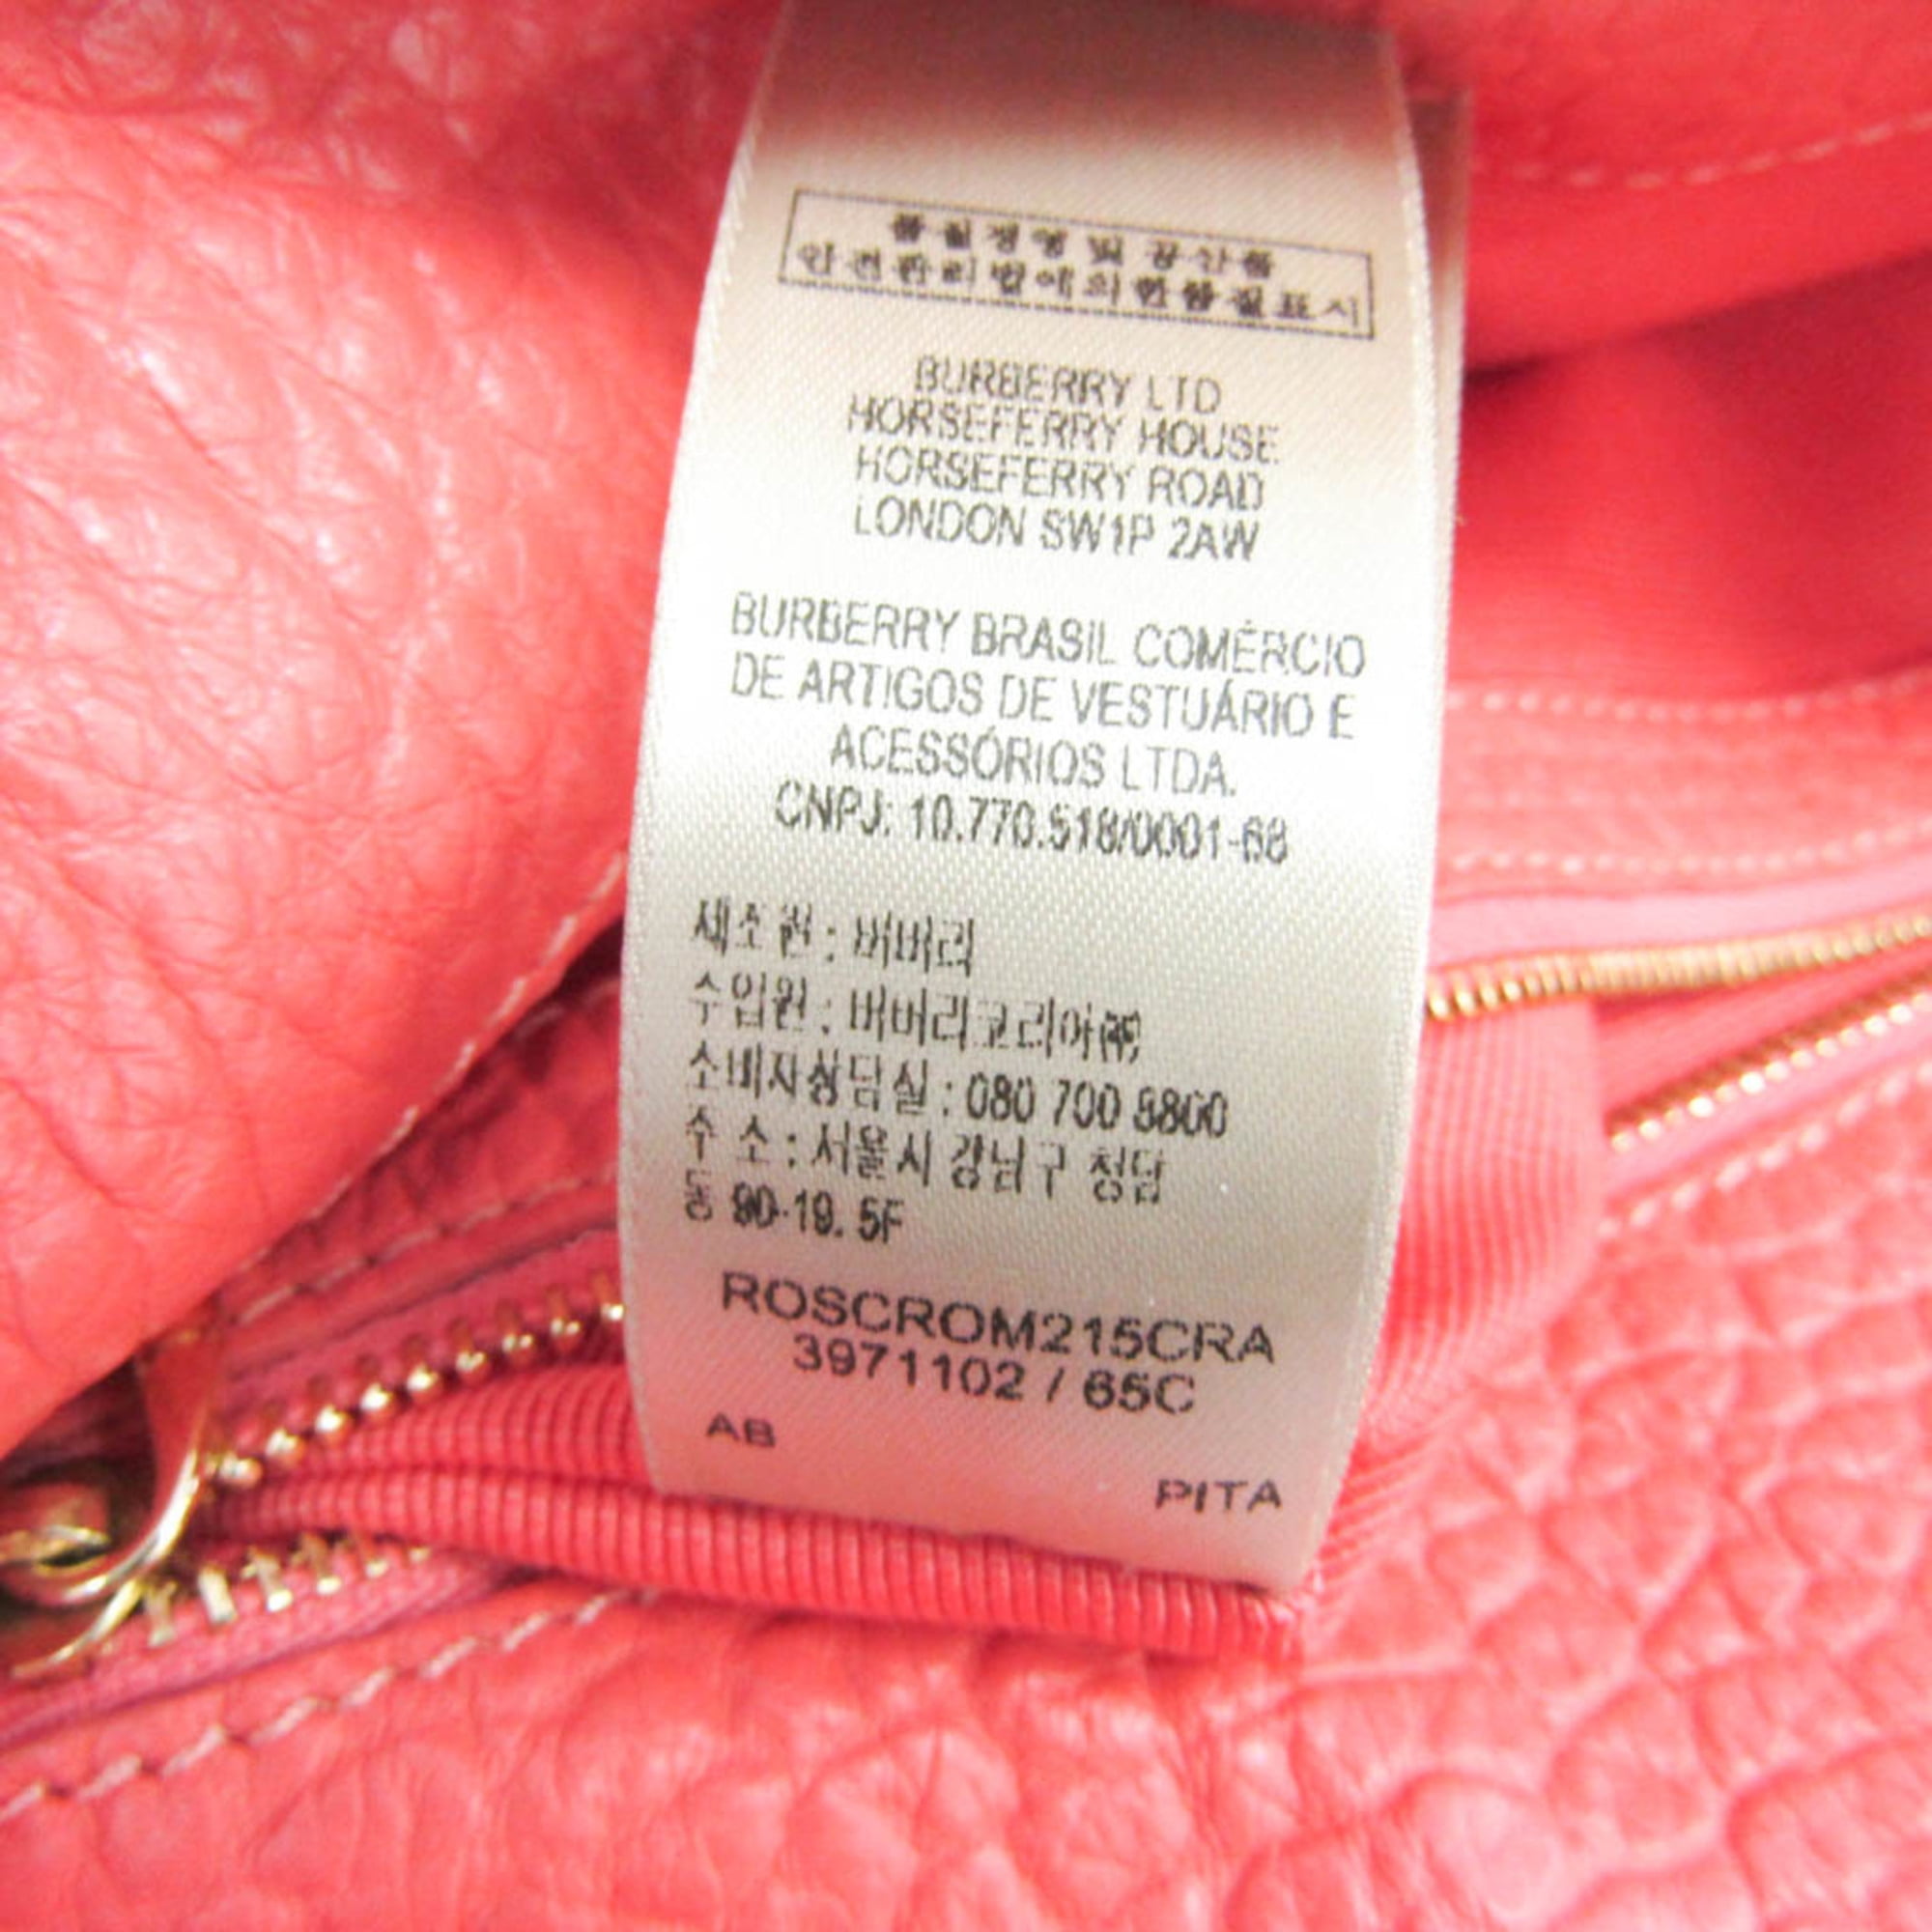 품질경영 및 공산품
안전관리법에의한품질표시
BURBERRY LTD
HORSEFERRY HOUSE
HORSEFERRY ROAD
LONDON SW1P 2AW
BURBERRY BRASIL COMÉRCIO
DE ARTIGOS DE VESTUÁRIO E
ACESSÓRIOS LTDA.
CNPJ: 10.770.518/0001-68
제조원 : 버버리
수입원 : 버버리코리아㈜
소비자상담실 : 080 700 8800
주 소 : 서울시 강남구 청담
동 90-19. 5F
ROSCROM215CRA
3971102 / 65C
AB
PITA